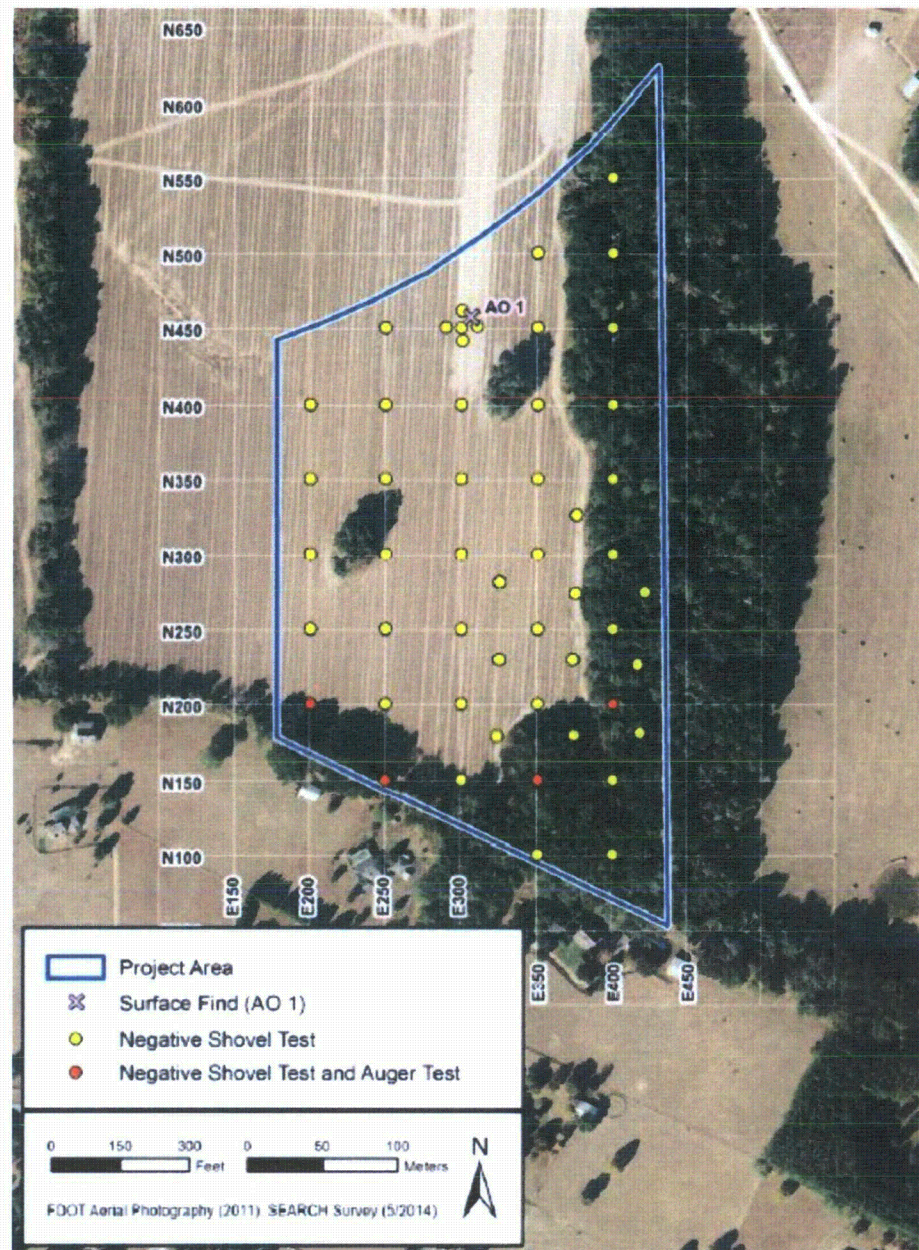 N650
N600
N550
N500
AO 1
N450
N400
N350
N300
N250
N200
N150
N100
E150
E200
E250
E300
E350
E400
E450
Project Area
Surface Find (AO 1)
Negative Shovel Test
Negative Shovel Test and Auger Test
0 150 300 Feet 0 50 100 Meters
N
FDOT Aerial Photography (2011) SEARCH Survey (5/2014)